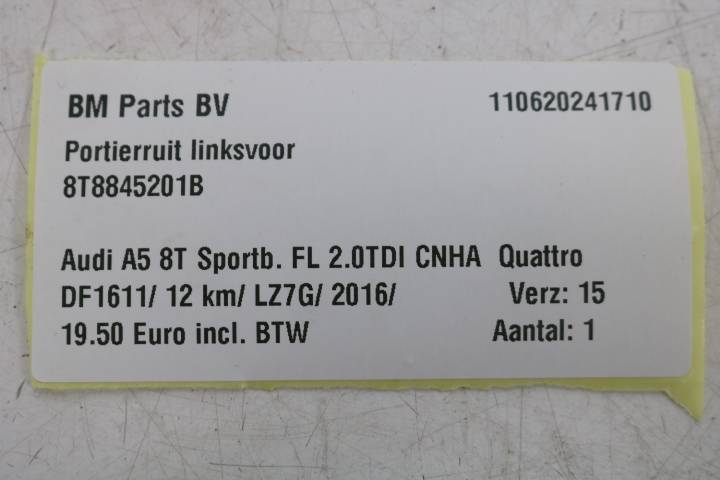 BM Parts BV 110620241710
Portierruit linksvoor
8T8845201B
Audi A5 8T Sportb. FL 2.0TDI CNHA Quattro
DF1611/ 12 km/ LZ7G/ 2016/ Verz: 15
19.50 Euro incl. BTW Aantal: 1